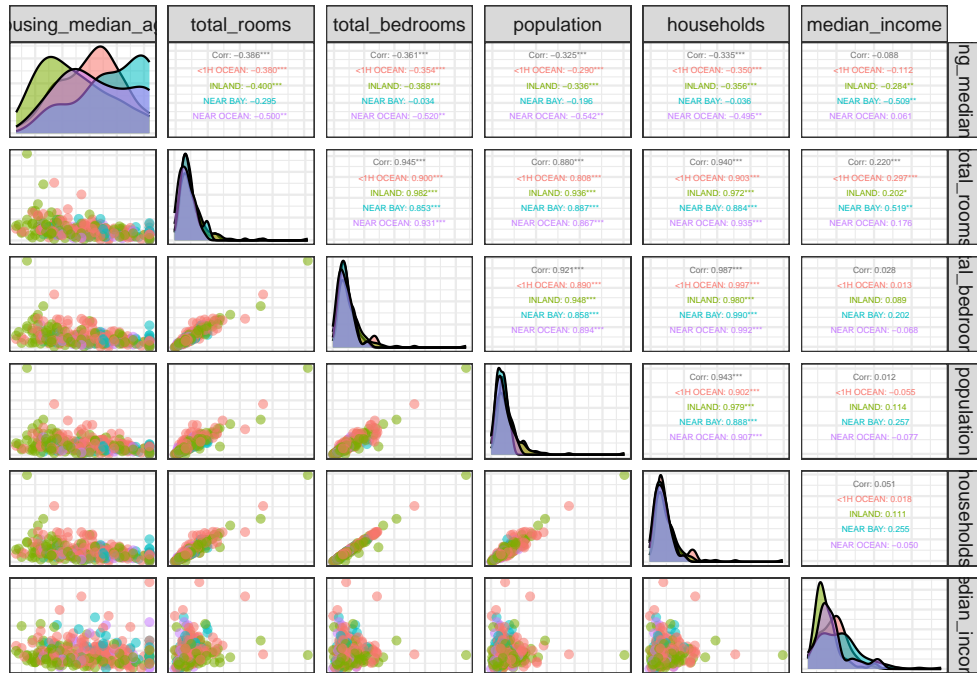 ousing_median_ag
total_rooms
total_bedrooms
population
households
median_income
Corr: −0.386***
<1H OCEAN: −0.380***
INLAND: −0.400***
NEAR BAY: −0.295
NEAR OCEAN: −0.500**
Corr: −0.361***
<1H OCEAN: −0.354***
INLAND: −0.388***
NEAR BAY: −0.034
NEAR OCEAN: −0.520**
Corr: −0.325***
<1H OCEAN: −0.290***
INLAND: −0.336***
NEAR BAY: −0.196
NEAR OCEAN: −0.542**
Corr: −0.335***
<1H OCEAN: −0.350***
INLAND: −0.356***
NEAR BAY: −0.036
NEAR OCEAN: −0.495**
Corr: −0.088
<1H OCEAN: −0.112
INLAND: −0.284**
NEAR BAY: −0.509**
NEAR OCEAN: 0.061
ng_median
Corr: 0.945***
<1H OCEAN: 0.900***
INLAND: 0.982***
NEAR BAY: 0.853***
NEAR OCEAN: 0.931***
Corr: 0.880***
<1H OCEAN: 0.808***
INLAND: 0.936***
NEAR BAY: 0.887***
NEAR OCEAN: 0.867***
Corr: 0.940***
<1H OCEAN: 0.903***
INLAND: 0.972***
NEAR BAY: 0.884***
NEAR OCEAN: 0.935***
Corr: 0.220***
<1H OCEAN: 0.297***
INLAND: 0.202*
NEAR BAY: 0.519**
NEAR OCEAN: 0.176
total_rooms
Corr: 0.921***
<1H OCEAN: 0.890***
INLAND: 0.948***
NEAR BAY: 0.858***
NEAR OCEAN: 0.894***
Corr: 0.987***
<1H OCEAN: 0.997***
INLAND: 0.980***
NEAR BAY: 0.990***
NEAR OCEAN: 0.992***
Corr: 0.028
<1H OCEAN: 0.013
INLAND: 0.089
NEAR BAY: 0.202
NEAR OCEAN: −0.068
al_bedroor
Corr: 0.943***
<1H OCEAN: 0.902***
INLAND: 0.979***
NEAR BAY: 0.868***
NEAR OCEAN: 0.907***
Corr: 0.012
<1H OCEAN: −0.055
INLAND: 0.114
NEAR BAY: 0.257
NEAR OCEAN: −0.077
population
Corr: 0.051
<1H OCEAN: 0.018
INLAND: 0.111
NEAR BAY: 0.255
NEAR OCEAN: −0.050
households
edian_incor